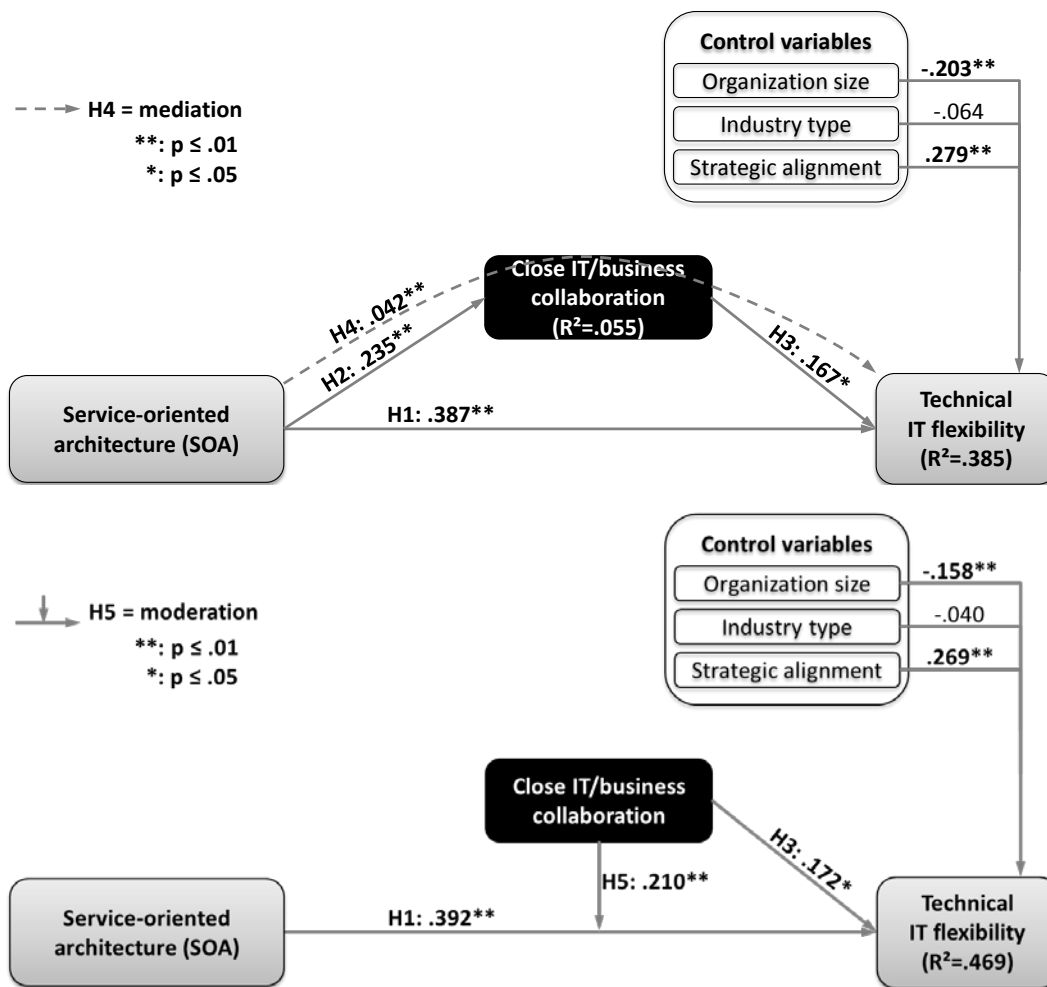 Control variables
Organization size
-.203**
Industry type
-.064
Strategic alignment
.279**
H4 = mediation
**: p ≤ .01
*: p ≤ .05
Close IT/business
collaboration
(R²=.055)
H4: .042**
H2: .235**
H3: .167*
H1: .387**
Service-oriented
architecture (SOA)
Technical
IT flexibility
(R²=.385)
Control variables
Organization size
-.158**
Industry type
-.040
Strategic alignment
.269**
H5 = moderation
**: p ≤ .01
*: p ≤ .05
Close IT/business
collaboration
H3: .172*
H5: .210**
H1: .392**
Service-oriented
architecture (SOA)
Technical
IT flexibility
(R²=.469)